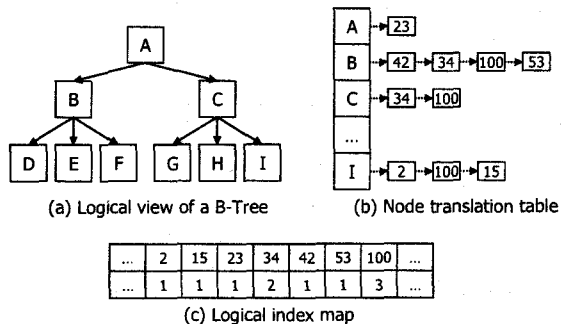 A
B C
D E F G H I
(a) Logical view of a B-Tree
A 23
B 42 34 100 53
C 34 100
...
I 2 100 15
(b) Node translation table
... 2 15 23 34 42 53 100 ...
... 1 1 1 2 1 1 3 ...
(c) Logical index map